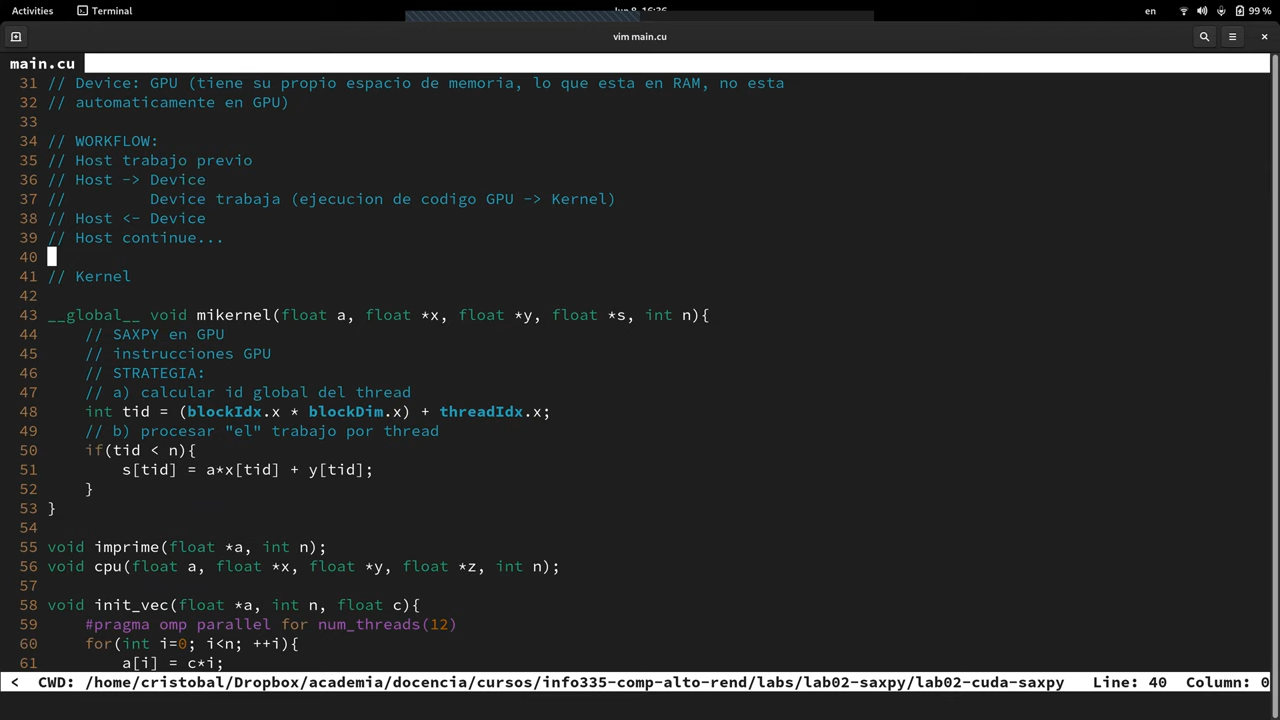 Activities Terminal lun 8, 16:36 en 99 %
vim main.cu
main.cu
31 // Device: GPU (tiene su propio espacio de memoria, lo que esta en RAM, no esta
32 // automaticamente en GPU)
33
34 // WORKFLOW:
35 // Host trabajo previo
36 // Host -> Device
37 //         Device trabaja (ejecucion de codigo GPU -> Kernel)
38 // Host <- Device
39 // Host continue...
40
41 // Kernel
42
43 __global__ void mikernel(float a, float *x, float *y, float *s, int n){
44     // SAXPY en GPU
45     // instrucciones GPU
46     // STRATEGIA:
47     // a) calcular id global del thread
48     int tid = (blockIdx.x * blockDim.x) + threadIdx.x;
49     // b) procesar "el" trabajo por thread
50     if(tid < n){
51         s[tid] = a*x[tid] + y[tid];
52     }
53 }
54
55 void imprime(float *a, int n);
56 void cpu(float a, float *x, float *y, float *z, int n);
57
58 void init_vec(float *a, int n, float c){
59     #pragma omp parallel for num_threads(12)
60     for(int i=0; i<n; ++i){
61         a[i] = c*i;
< CWD: /home/cristobal/Dropbox/academia/docencia/cursos/info335-comp-alto-rend/labs/lab02-saxpy/lab02-cuda-saxpy Line: 40 Column: 0